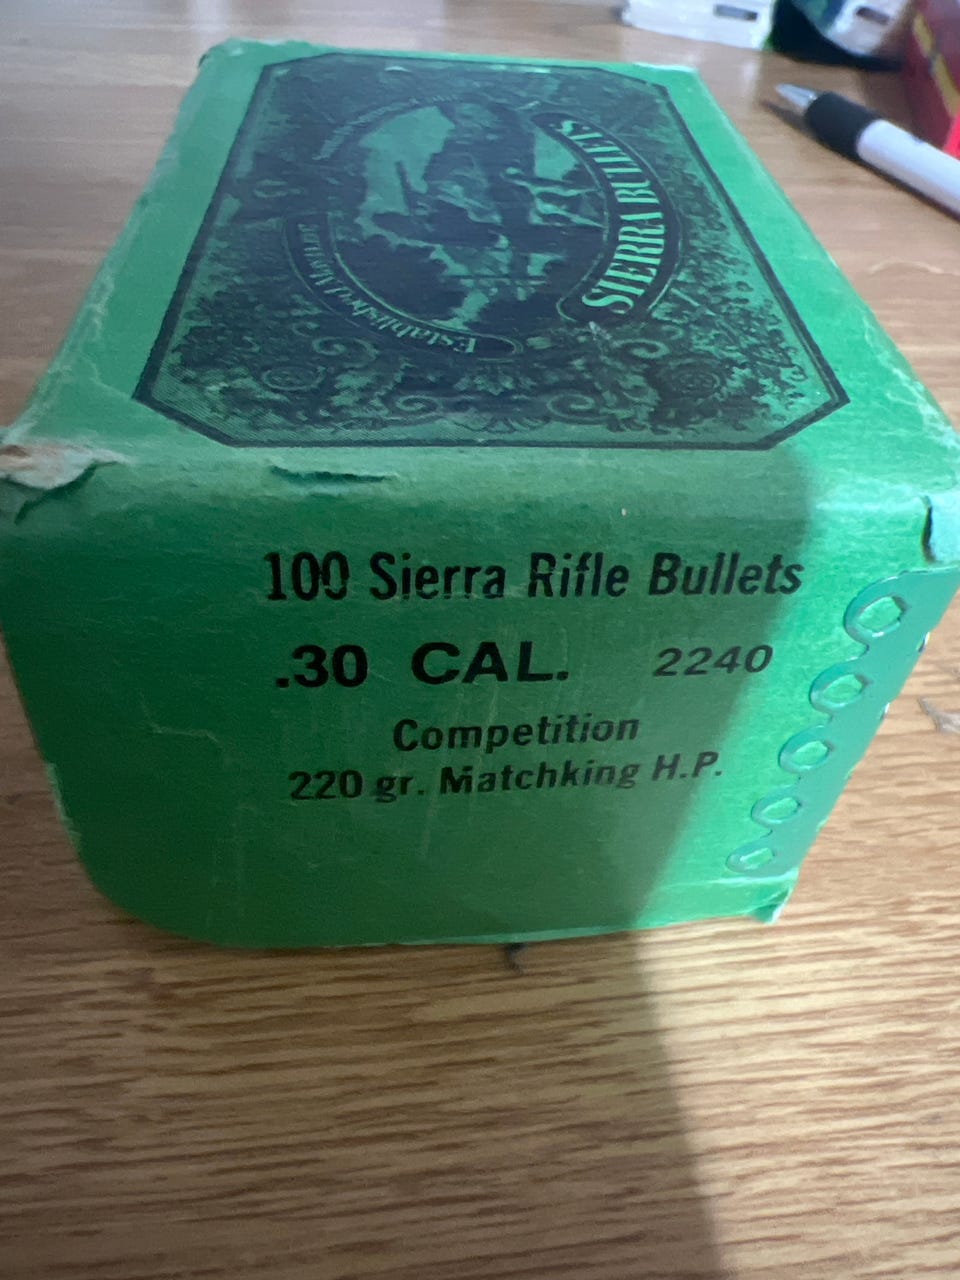 SIERRA BULLETS
100 Sierra Rifle Bullets
.30 CAL. 2240
Competition
220 gr. Matchking H.P.